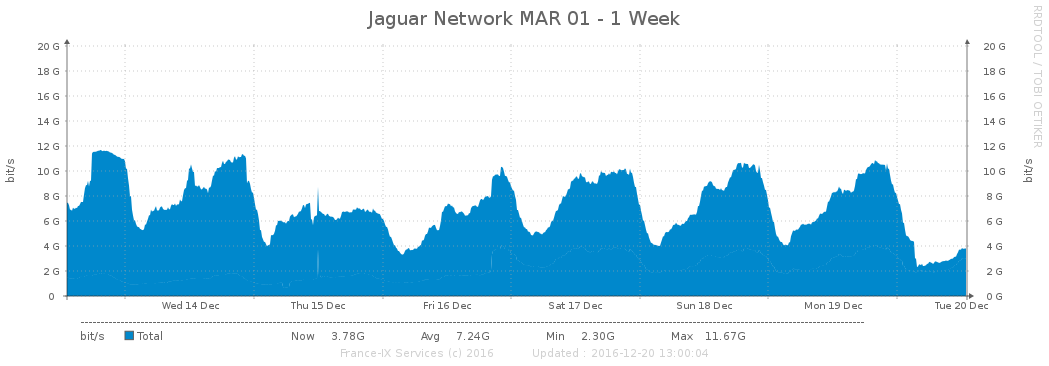 Jaguar Network MAR 01 - 1 Week
RRDTOOL / TOBI OETIKER
20 G 20 G
18 G 18 G
16 G 16 G
14 G 14 G
12 G 12 G
10 G 10 G
8 G 8 G
6 G 6 G
4 G 4 G
2 G 2 G
0 0 G
bit/s bit/s
Wed 14 Dec Thu 15 Dec Fri 16 Dec Sat 17 Dec Sun 18 Dec Mon 19 Dec Tue 20 Dec
bit/s Total Now 3.78G Avg 7.24G Min 2.30G Max 11.67G
France-IX Services (c) 2016 Updated : 2016-12-20 13:00:04